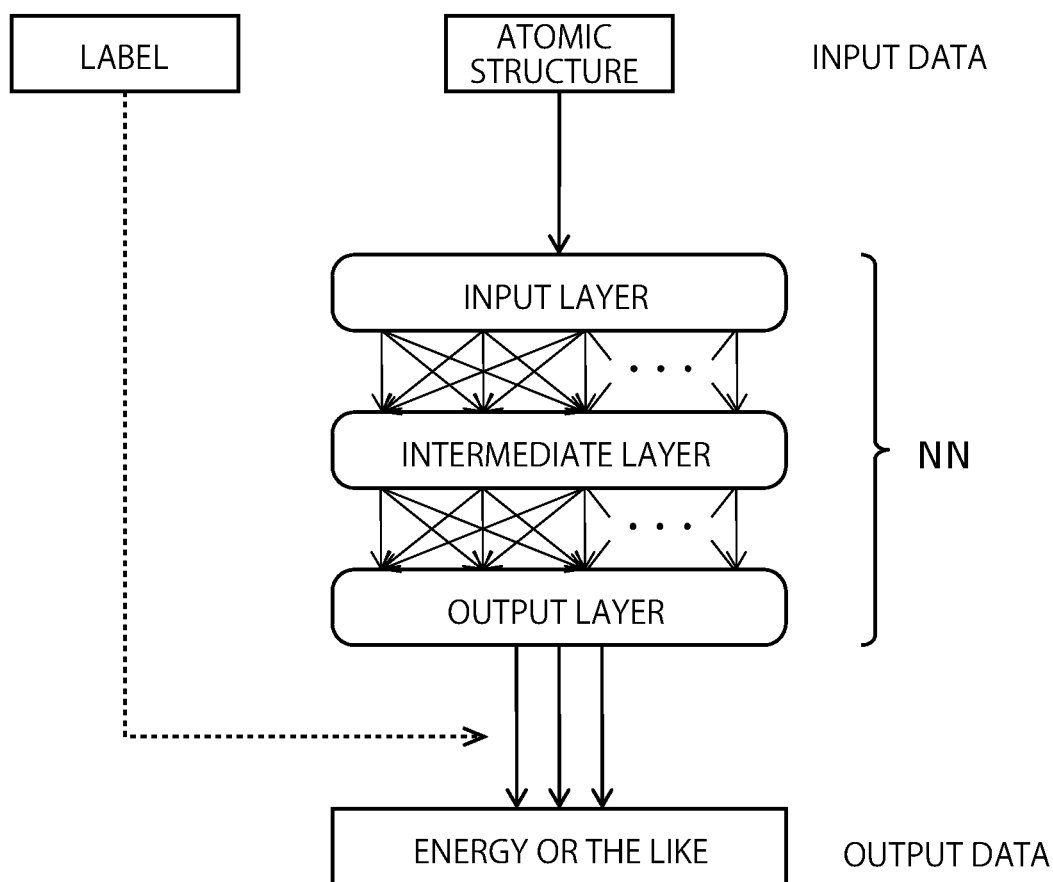 LABEL
ATOMIC
STRUCTURE
INPUT DATA
INPUT LAYER
INTERMEDIATE LAYER
NN
OUTPUT LAYER
ENERGY OR THE LIKE
OUTPUT DATA